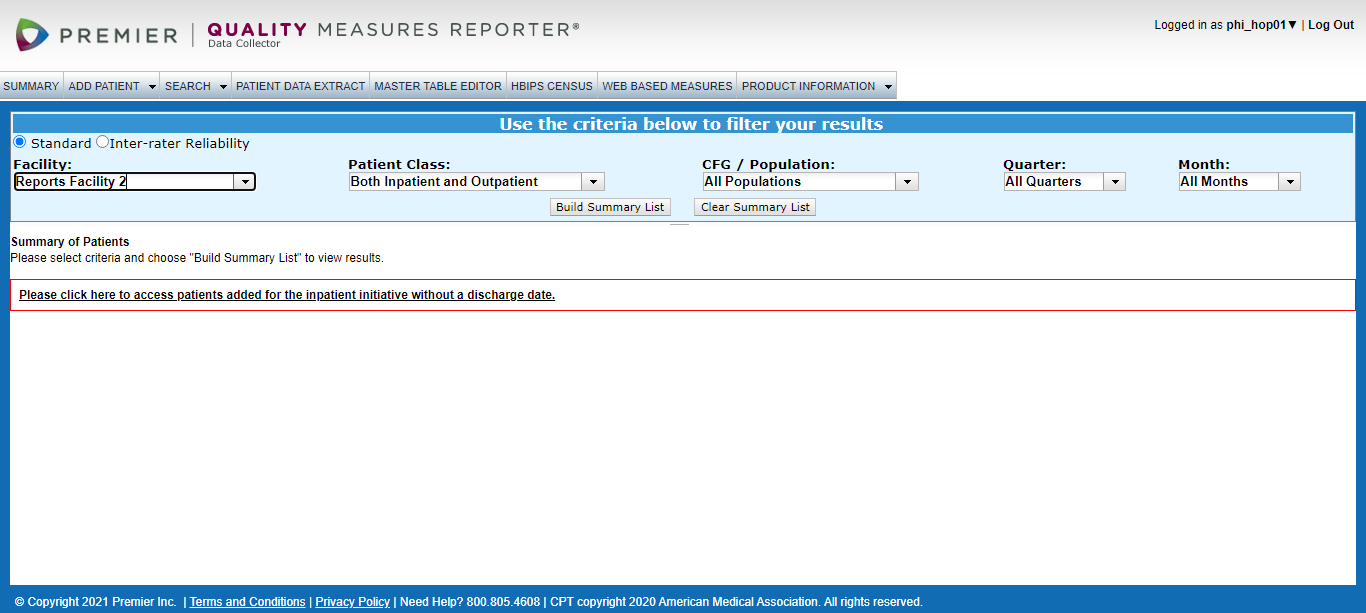 PREMIER | QUALITY MEASURES REPORTER®
Data Collector
Logged in as phi_hop01▼ | Log Out
SUMMARY ADD PATIENT ▼ SEARCH ▼ PATIENT DATA EXTRACT MASTER TABLE EDITOR HBIPS CENSUS WEB BASED MEASURES PRODUCT INFORMATION ▼
Use the criteria below to filter your results
Standard Inter-rater Reliability
Facility: Patient Class: CFG / Population: Quarter: Month:
Reports Facility 2 Both Inpatient and Outpatient All Populations All Quarters All Months
Build Summary List Clear Summary List
Summary of Patients
Please select criteria and choose "Build Summary List" to view results.
Please click here to access patients added for the inpatient initiative without a discharge date.
© Copyright 2021 Premier Inc. | Terms and Conditions | Privacy Policy | Need Help? 800.805.4608 | CPT copyright 2020 American Medical Association. All rights reserved.